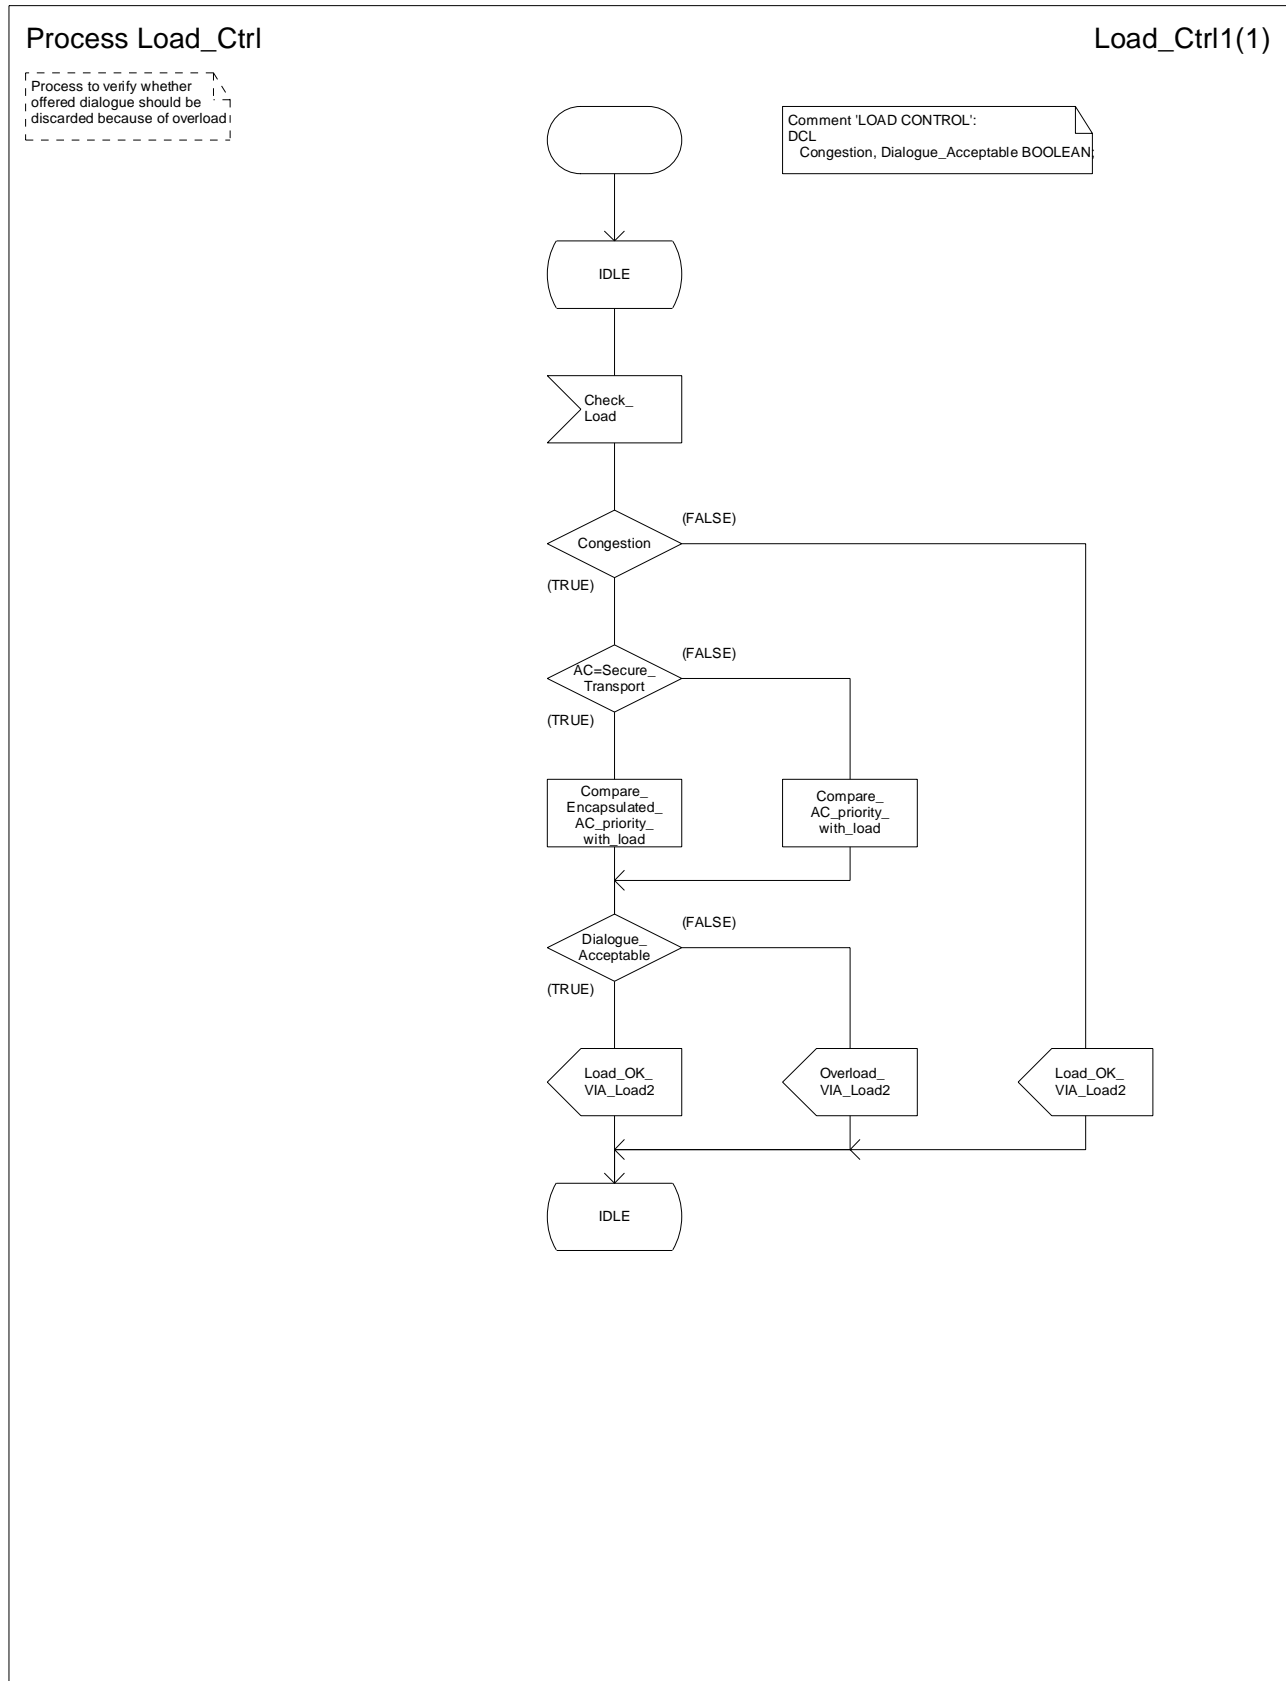 Process Load_Ctrl
Load_Ctrl1(1)
Process to verify whether
offered dialogue should be
discarded because of overload
Comment 'LOAD CONTROL':
DCL
Congestion, Dialogue_Acceptable BOOLEAN;
IDLE
Check_
Load
Congestion
(FALSE)
(TRUE)
AC=Secure_
Transport
(FALSE)
(TRUE)
Compare_
Encapsulated_
AC_priority_
with_load
Compare_
AC_priority_
with_load
Dialogue_
Acceptable
(FALSE)
(TRUE)
Load_OK_
VIA_Load2
Overload_
VIA_Load2
Load_OK_
VIA_Load2
IDLE